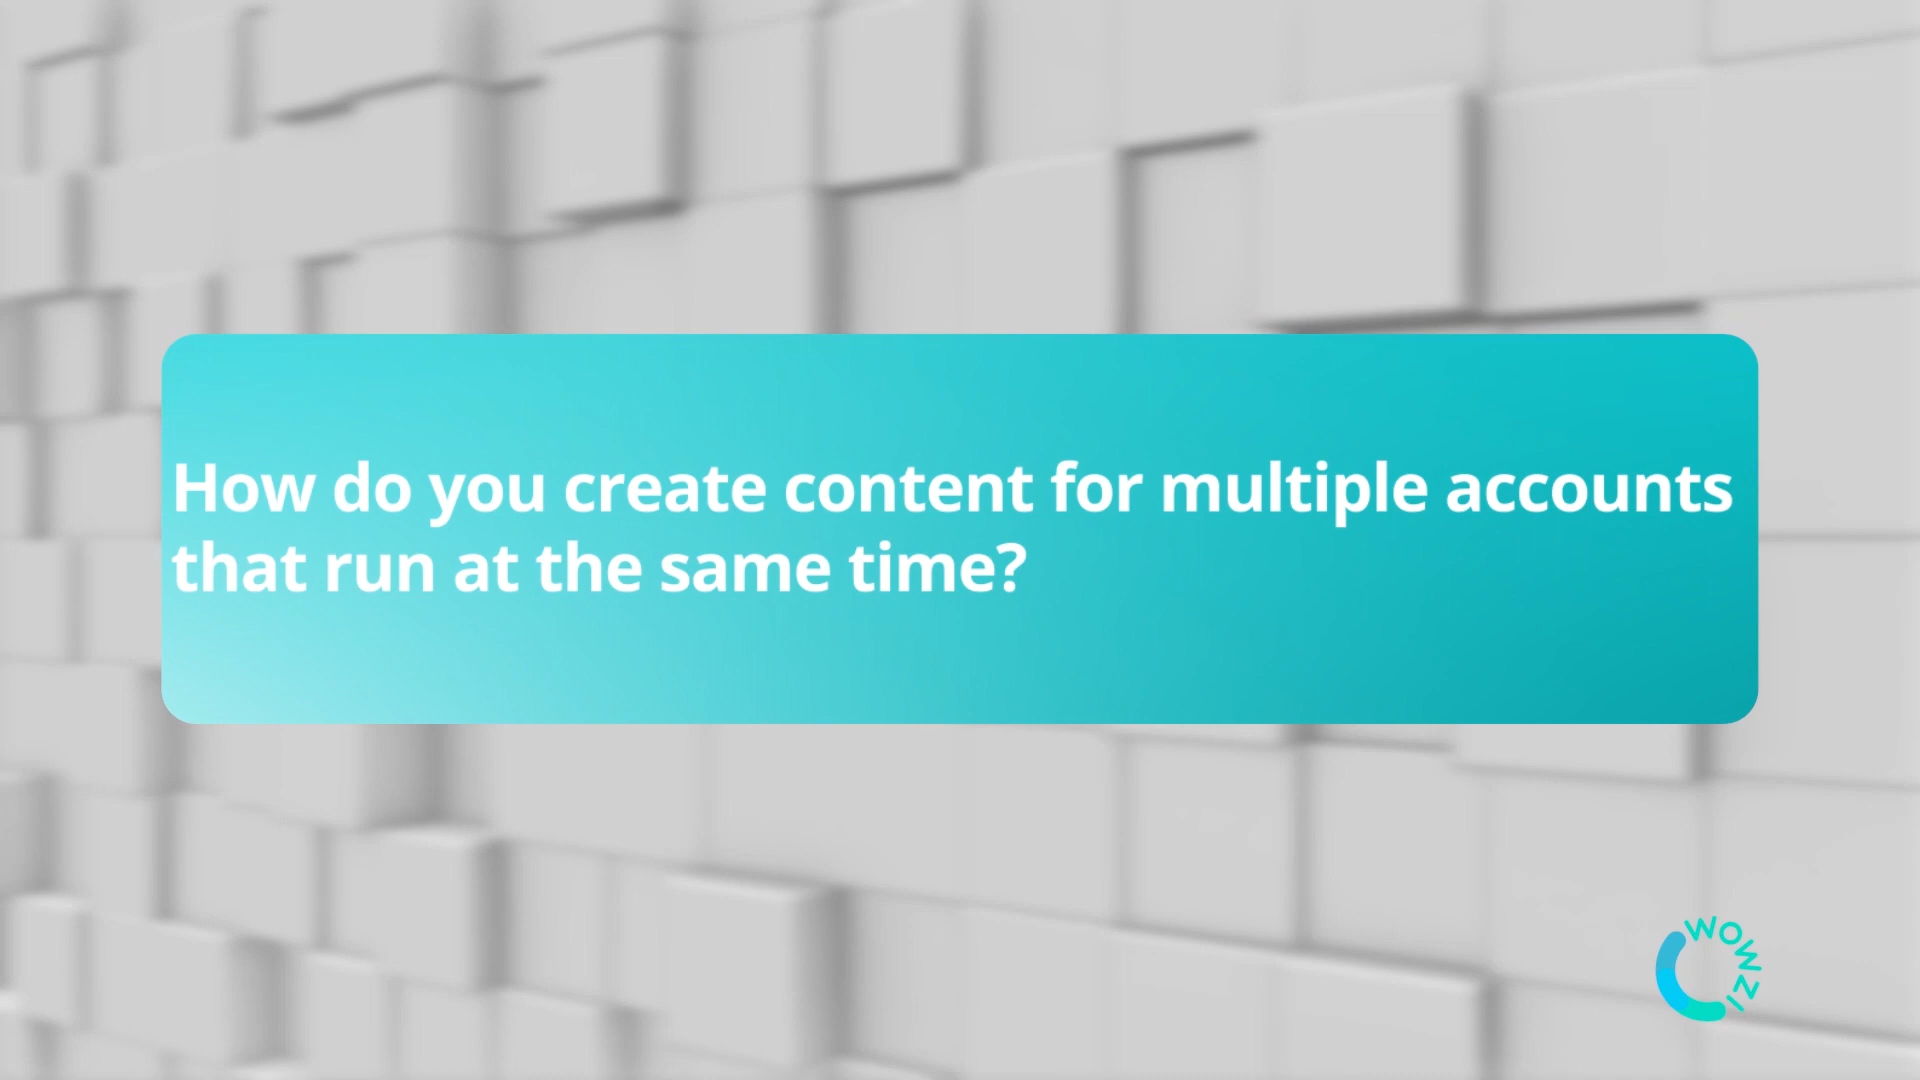 How do you create content for multiple accounts
that run at the same time?
WOWZI